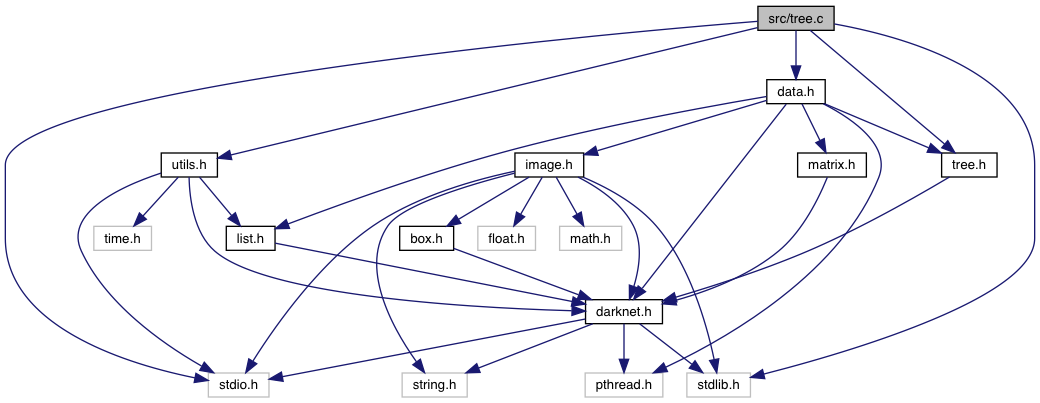 src/tree.c
data.h
utils.h
image.h
matrix.h
tree.h
time.h
list.h
box.h
float.h
math.h
darknet.h
stdio.h
string.h
pthread.h
stdlib.h